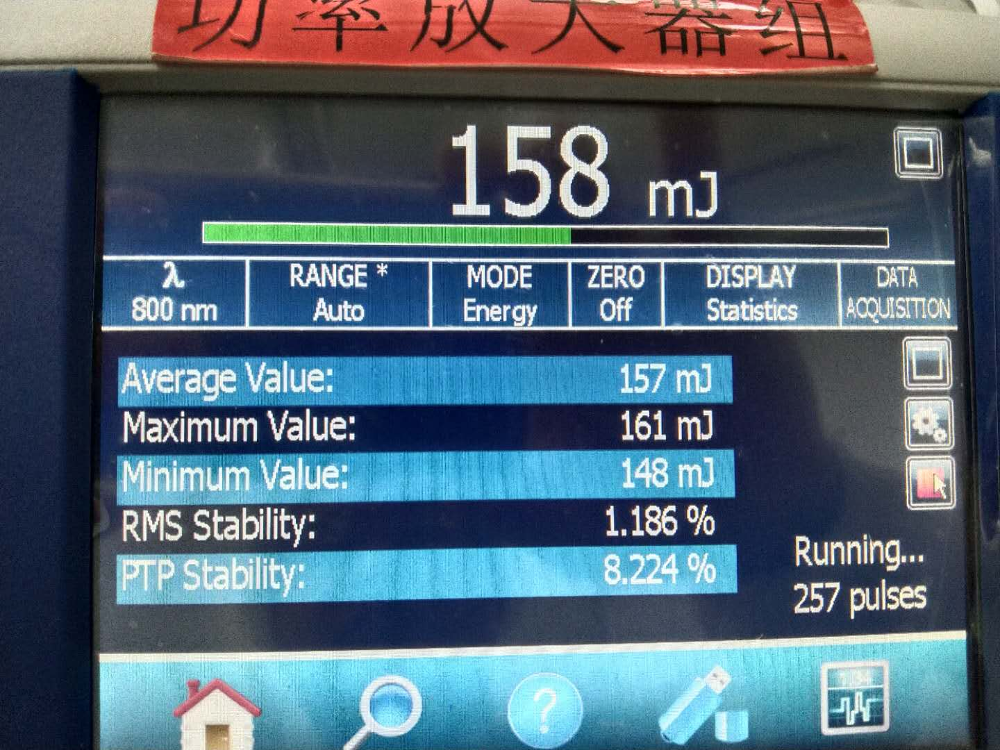 功率放大器组
158 mJ
λ
800 nm
RANGE *
Auto
MODE
Energy
ZERO
Off
DISPLAY
Statistics
DATA
ACQUISITION
Average Value: 157 mJ
Maximum Value: 161 mJ
Minimum Value: 148 mJ
RMS Stability: 1.186 %
PTP Stability: 8.224 %
Running...
257 pulses
?